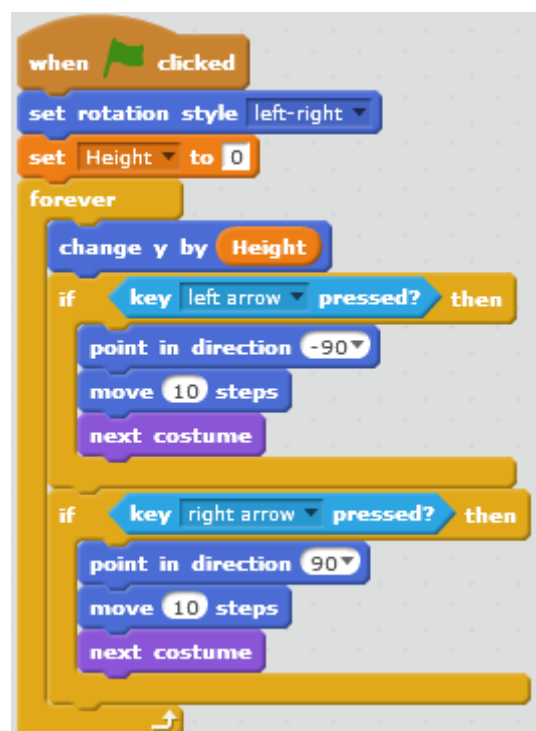 when clicked
set rotation style left-right
set Height to 0
forever
change y by Height
if key left arrow pressed? then
point in direction -90
move 10 steps
next costume
if key right arrow pressed? then
point in direction 90
move 10 steps
next costume